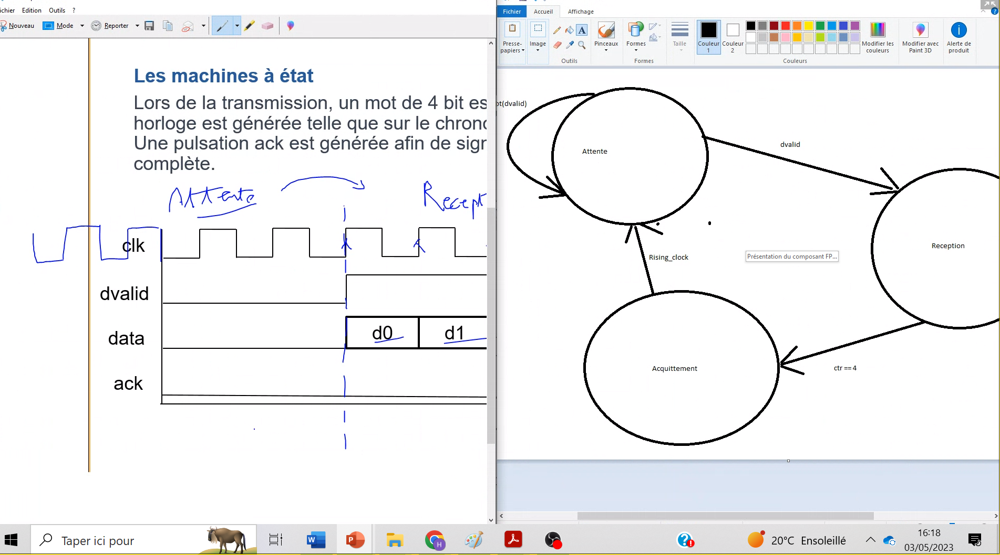 Fichier Edition Outils ?
Nouveau Mode Reporter
Les machines à état
Lors de la transmission, un mot de 4 bit es
horloge est générée telle que sur le chrono
Une pulsation ack est générée afin de sign
complète.
Attente Recept
clk
dvalid
data d0 d1
ack
Fichier Accueil Affichage
Presse-
papiers
Image
Outils
Pinceaux
Formes
Formes
Taille
Couleur
1
Couleur
2
Modifier les
couleurs
Couleurs
Modifier avec
Paint 3D
Alerte de
produit
ot(dvalid)
Attente
dvalid
Reception
Rising_clock
Présentation du composant FP...
Acquittement
ctr == 4
Taper ici pour
20°C Ensoleillé
16:18
03/05/2023